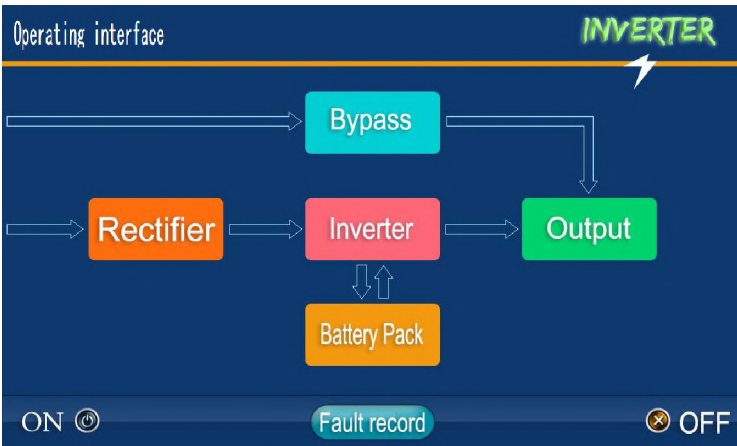 Operating interface
INVERTER
Bypass
Rectifier
Inverter
Output
Battery Pack
ON
Fault record
OFF